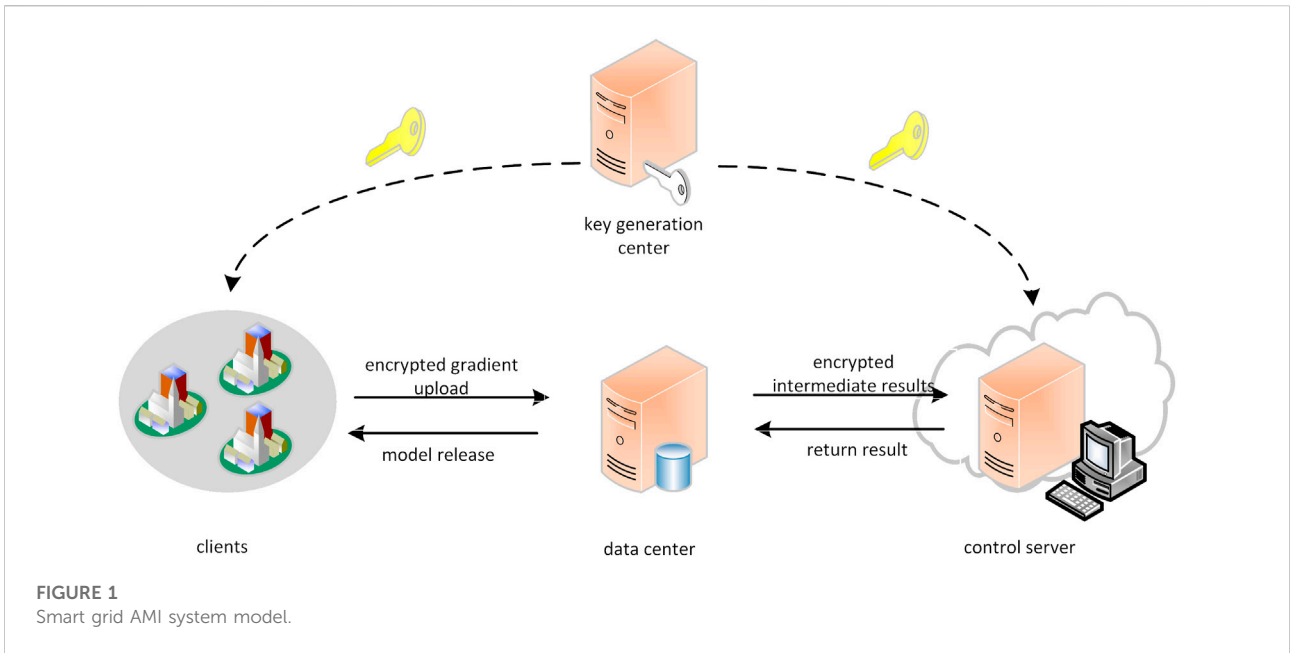 key generation
center
encrypted gradient
upload
model release
encrypted
intermediate results
return result
clients
data center
control server
FIGURE 1
Smart grid AMI system model.